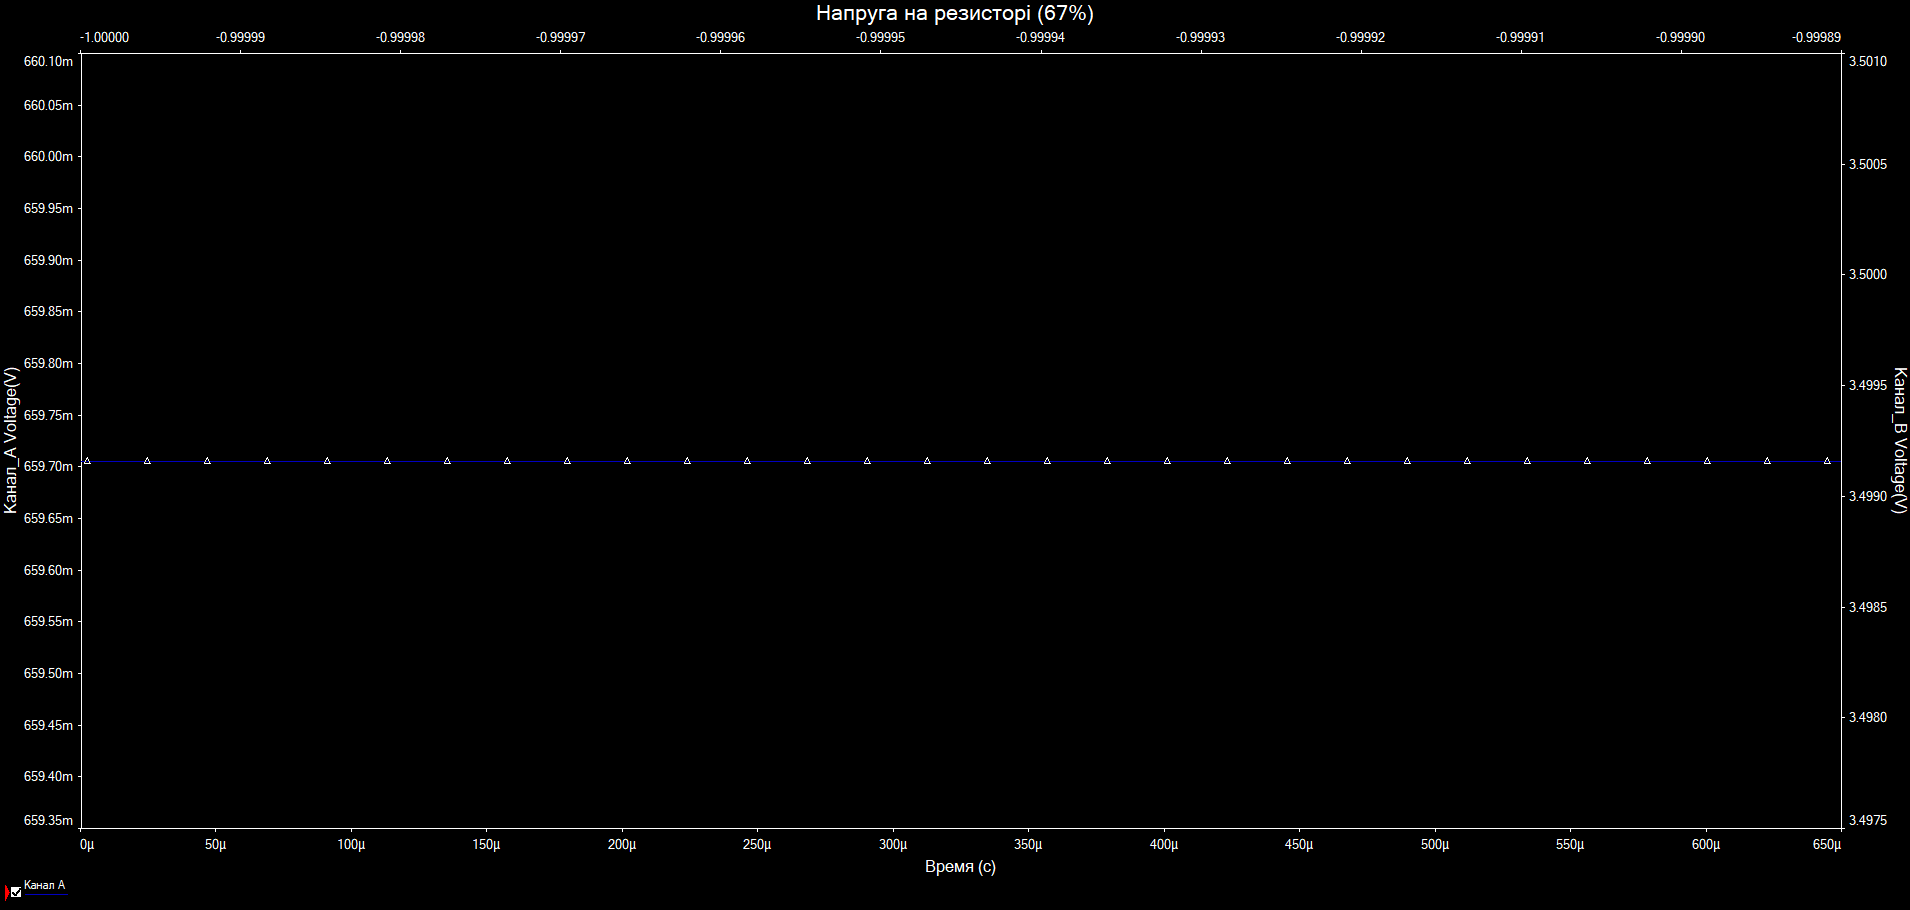 Напруга на резисторі (67%)
-1.00000 -0.99999 -0.99998 -0.99997 -0.99996 -0.99995 -0.99994 -0.99993 -0.99992 -0.99991 -0.99990 -0.99989
660.10m
660.05m
660.00m
659.95m
659.90m
659.85m
659.80m
659.75m
659.70m
659.65m
659.60m
659.55m
659.50m
659.45m
659.40m
659.35m
Канал_A Voltage(V)
3.5010
3.5005
3.5000
3.4995
3.4990
3.4985
3.4980
3.4975
Канал_B Voltage(V)
0µ 50µ 100µ 150µ 200µ 250µ 300µ 350µ 400µ 450µ 500µ 550µ 600µ 650µ
Время (с)
Канал A